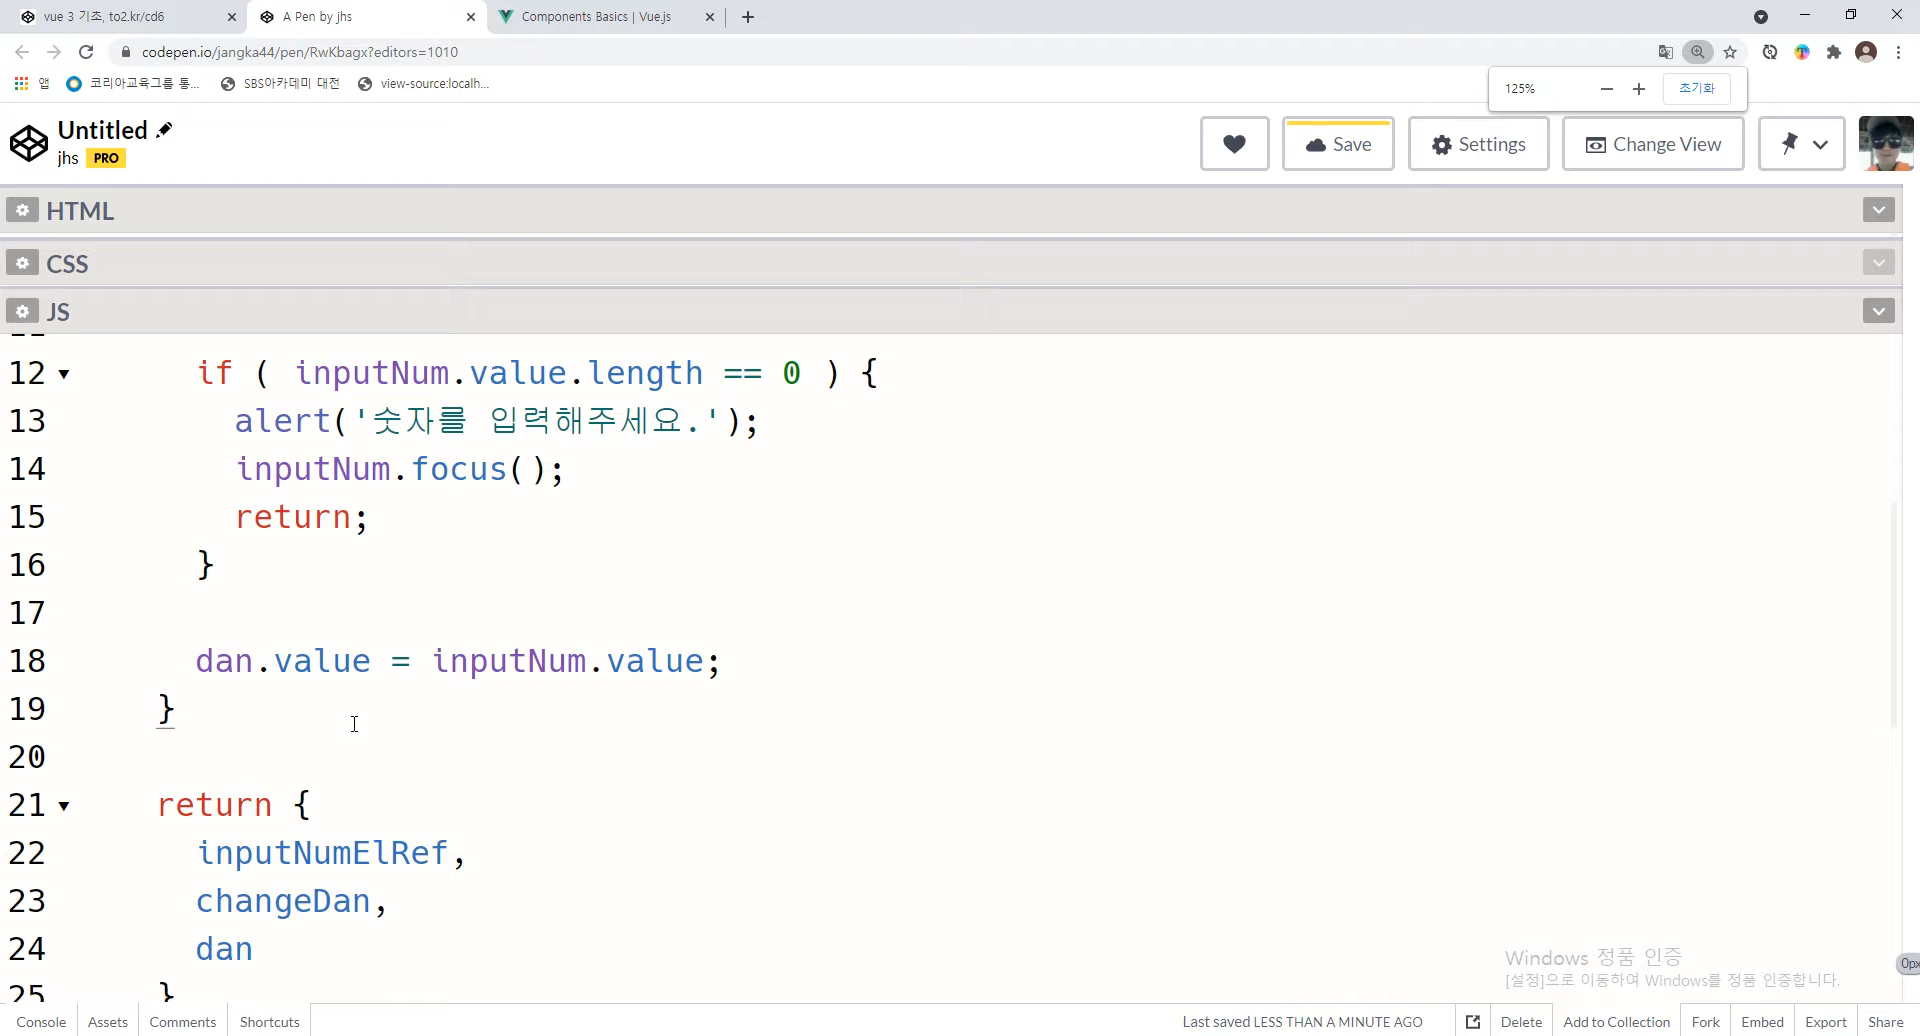 vue 3 기초, to2.kr/cd6
A Pen by jhs
Components Basics | Vue.js
codepen.io/jangka44/pen/RwKbagx?editors=1010
앱
코리아교육그룹 통...
SBS아카데미 대전
view-source:localh...
125%
초기화
Untitled
jhs PRO
Save
Settings
Change View
HTML
CSS
JS
12 if ( inputNum.value.length == 0 ) {
13 alert('숫자를 입력해주세요.');
14 inputNum.focus();
15 return;
16 }
17
18 dan.value = inputNum.value;
19 }
20
21 return {
22 inputNumElRef,
23 changeDan,
24 dan
25 }
Windows 정품 인증
[설정]으로 이동하여 Windows를 정품 인증합니다.
0px
Console
Assets
Comments
Shortcuts
Last saved LESS THAN A MINUTE AGO
Delete
Add to Collection
Fork
Embed
Export
Share